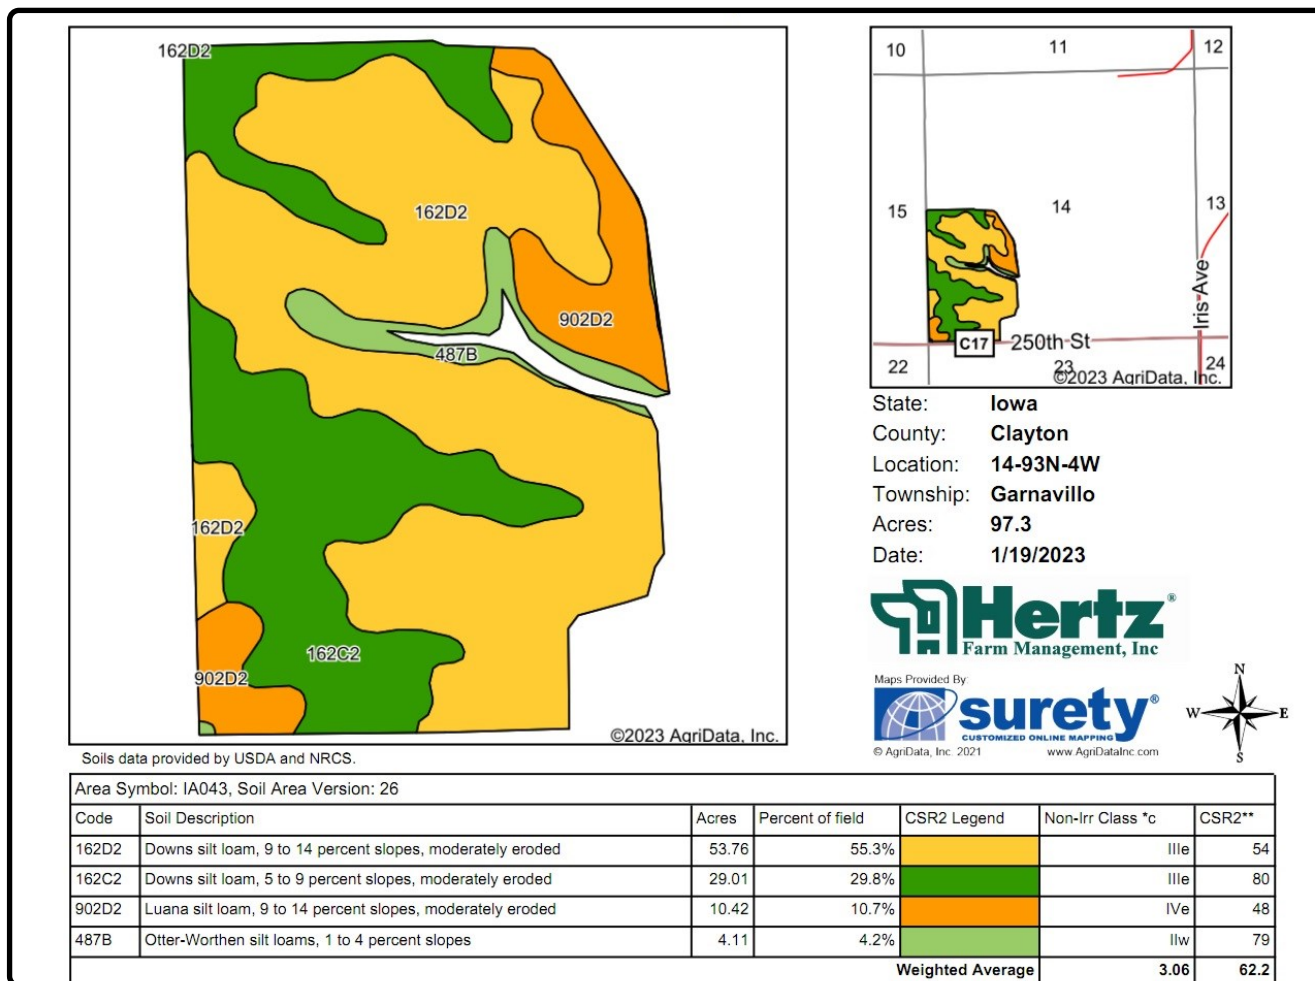 162D2
162D2
902D2
487B
162D2
162C2
902D2
©2023 AgriData, Inc.
Soils data provided by USDA and NRCS.
10 11 12
15 14 13
Iris Ave
C17 250th St
22 23 24
©2023 AgriData, Inc.
State: Iowa
County: Clayton
Location: 14-93N-4W
Township: Garnavillo
Acres: 97.3
Date: 1/19/2023
Hertz®
Farm Management, Inc
Maps Provided By:
surety®
CUSTOMIZED ONLINE MAPPING
© AgriData, Inc. 2021 www.AgriDataInc.com
N
W E
S
Area Symbol: IA043, Soil Area Version: 26
Code Soil Description Acres Percent of field CSR2 Legend Non-Irr Class *c CSR2**
162D2 Downs silt loam, 9 to 14 percent slopes, moderately eroded 53.76 55.3% IIIe 54
162C2 Downs silt loam, 5 to 9 percent slopes, moderately eroded 29.01 29.8% IIIe 80
902D2 Luana silt loam, 9 to 14 percent slopes, moderately eroded 10.42 10.7% IVe 48
487B Otter-Worthen silt loams, 1 to 4 percent slopes 4.11 4.2% IIw 79
Weighted Average 3.06 62.2